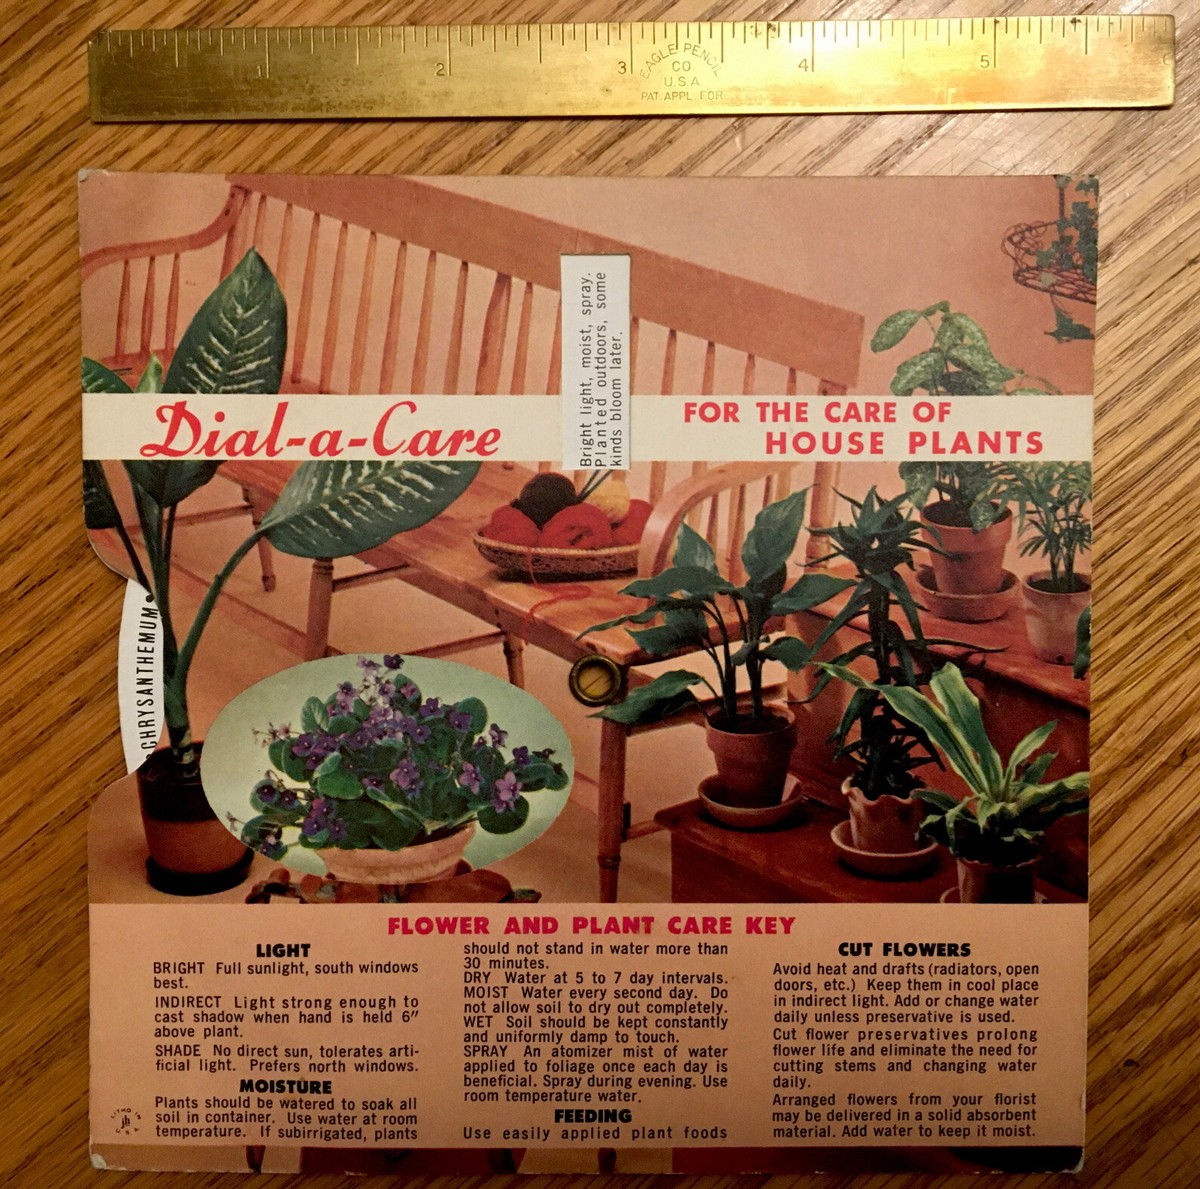 1 2 3 4 5 6
EAGLE PENCIL
CO.
U.S.A
PAT. APPL. FOR
Bright light, moist, spray.
Planted outdoors, some
kinds bloom later.
Dial-a-Care
FOR THE CARE OF
HOUSE PLANTS
CHRYSANTHEMUM
FLOWER AND PLANT CARE KEY
LIGHT
BRIGHT Full sunlight, south windows
best.
INDIRECT Light strong enough to
cast shadow when hand is held 6"
above plant.
SHADE No direct sun, tolerates arti-
ficial light. Prefers north windows.
MOISTURE
Plants should be watered to soak all
soil in container. Use water at room
temperature. If subirrigated, plants
should not stand in water more than
30 minutes.
DRY Water at 5 to 7 day intervals.
MOIST Water every second day. Do
not allow soil to dry out completely.
WET Soil should be kept constantly
and uniformly damp to touch.
SPRAY An atomizer mist of water
applied to foliage once each day is
beneficial. Spray during evening. Use
room temperature water.
FEEDING
Use easily applied plant foods
CUT FLOWERS
Avoid heat and drafts (radiators, open
doors, etc.) Keep them in cool place
in indirect light. Add or change water
daily unless preservative is used.
Cut flower preservatives prolong
flower life and eliminate the need for
cutting stems and changing water
daily.
Arranged flowers from your florist
may be delivered in a solid absorbent
material. Add water to keep it moist.
LITHO IN
jh
U S A